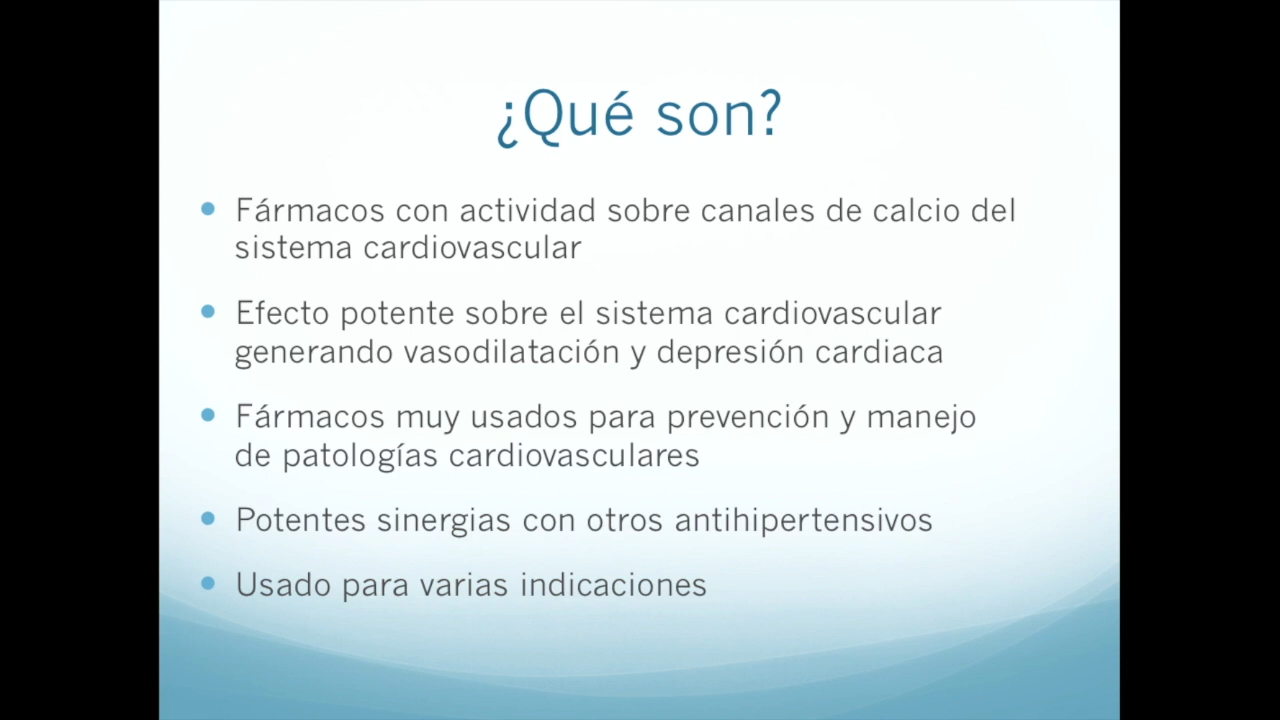 ¿Qué son?
• Fármacos con actividad sobre canales de calcio del
sistema cardiovascular
• Efecto potente sobre el sistema cardiovascular
generando vasodilatación y depresión cardiaca
• Fármacos muy usados para prevención y manejo
de patologías cardiovasculares
• Potentes sinergias con otros antihipertensivos
• Usado para varias indicaciones